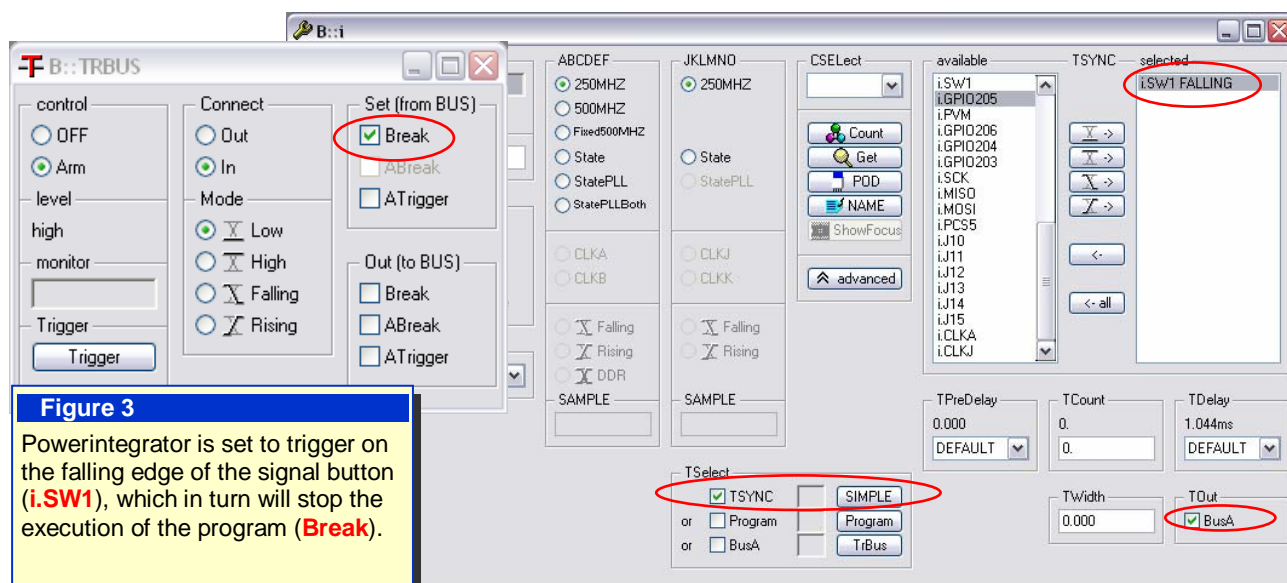 B::i
B::TRBUS
control
OFF
Arm
level
high
monitor
Trigger
Trigger
Connect
Out
In
Mode
Low
High
Falling
Rising
Set (from BUS)
Break
ABreak
ATrigger
Out (to BUS)
Break
ABreak
ATrigger
ABCDEF
250MHZ
500MHZ
Fixed500MHZ
State
StatePLL
StatePLLBoth
CLKA
CLKB
Falling
Rising
DDR
SAMPLE
JKLMNO
250MHZ
State
StatePLL
CLKJ
CLKK
Falling
Rising
SAMPLE
CSELect
Count
Get
POD
NAME
ShowFocus
advanced
available
i.SW1
i.GPIO205
i.PVM
i.GPIO206
i.GPIO204
i.GPIO203
i.SCK
i.MISO
i.MOSI
i.PCS5
i.J10
i.J11
i.J12
i.J13
i.J14
i.J15
i.CLKA
i.CLKJ
TSYNC
X ->
X ->
X ->
X ->
<-
<- all
selected
i.SW1 FALLING
TPreDelay
0.000
DEFAULT
TCount
0.
0.
TDelay
1.044ms
DEFAULT
TSelect
TSYNC SIMPLE
or Program Program
or BusA TrBus
TWidth
0.000
TOut
BusA
Figure 3
Powerintegrator is set to trigger on
the falling edge of the signal button
(i.SW1), which in turn will stop the
execution of the program (Break).